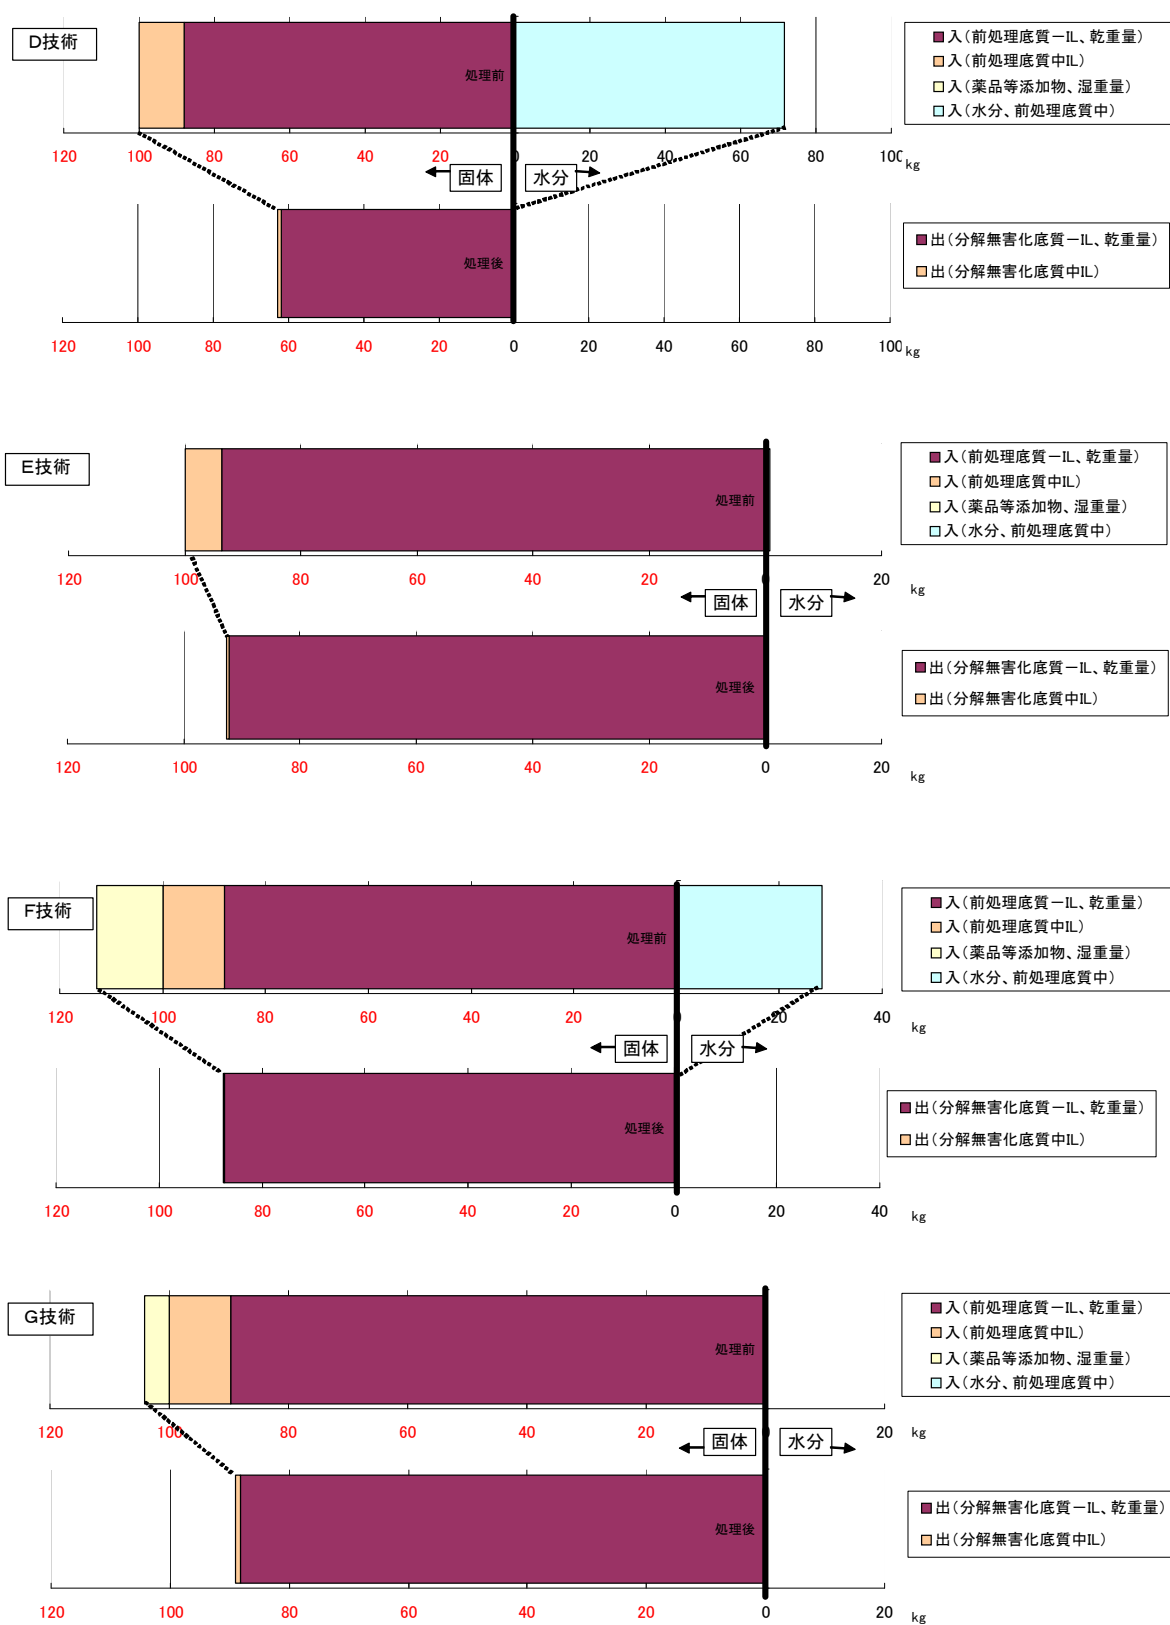 D技術
処理前
入(前処理底質ーIL、乾重量)
入(前処理底質中IL)
入(薬品等添加物、湿重量)
入(水分、前処理底質中)
120 100 80 60 40 20 0 20 40 60 80 100 kg
固体 水分
処理後
出(分解無害化底質ーIL、乾重量)
出(分解無害化底質中IL)
120 100 80 60 40 20 0 20 40 60 80 100 kg
E技術
処理前
入(前処理底質ーIL、乾重量)
入(前処理底質中IL)
入(薬品等添加物、湿重量)
入(水分、前処理底質中)
120 100 80 60 40 20 0 20
固体 水分
処理後
出(分解無害化底質ーIL、乾重量)
出(分解無害化底質中IL)
120 100 80 60 40 20 0 20 kg
F技術
処理前
入(前処理底質ーIL、乾重量)
入(前処理底質中IL)
入(薬品等添加物、湿重量)
入(水分、前処理底質中)
120 100 80 60 40 20 0 20 40 kg
固体 水分
処理後
出(分解無害化底質ーIL、乾重量)
出(分解無害化底質中IL)
120 100 80 60 40 20 0 20 40 kg
G技術
処理前
入(前処理底質ーIL、乾重量)
入(前処理底質中IL)
入(薬品等添加物、湿重量)
入(水分、前処理底質中)
120 100 80 60 40 20 0 20 kg
固体 水分
処理後
出(分解無害化底質ーIL、乾重量)
出(分解無害化底質中IL)
120 100 80 60 40 20 0 20 kg